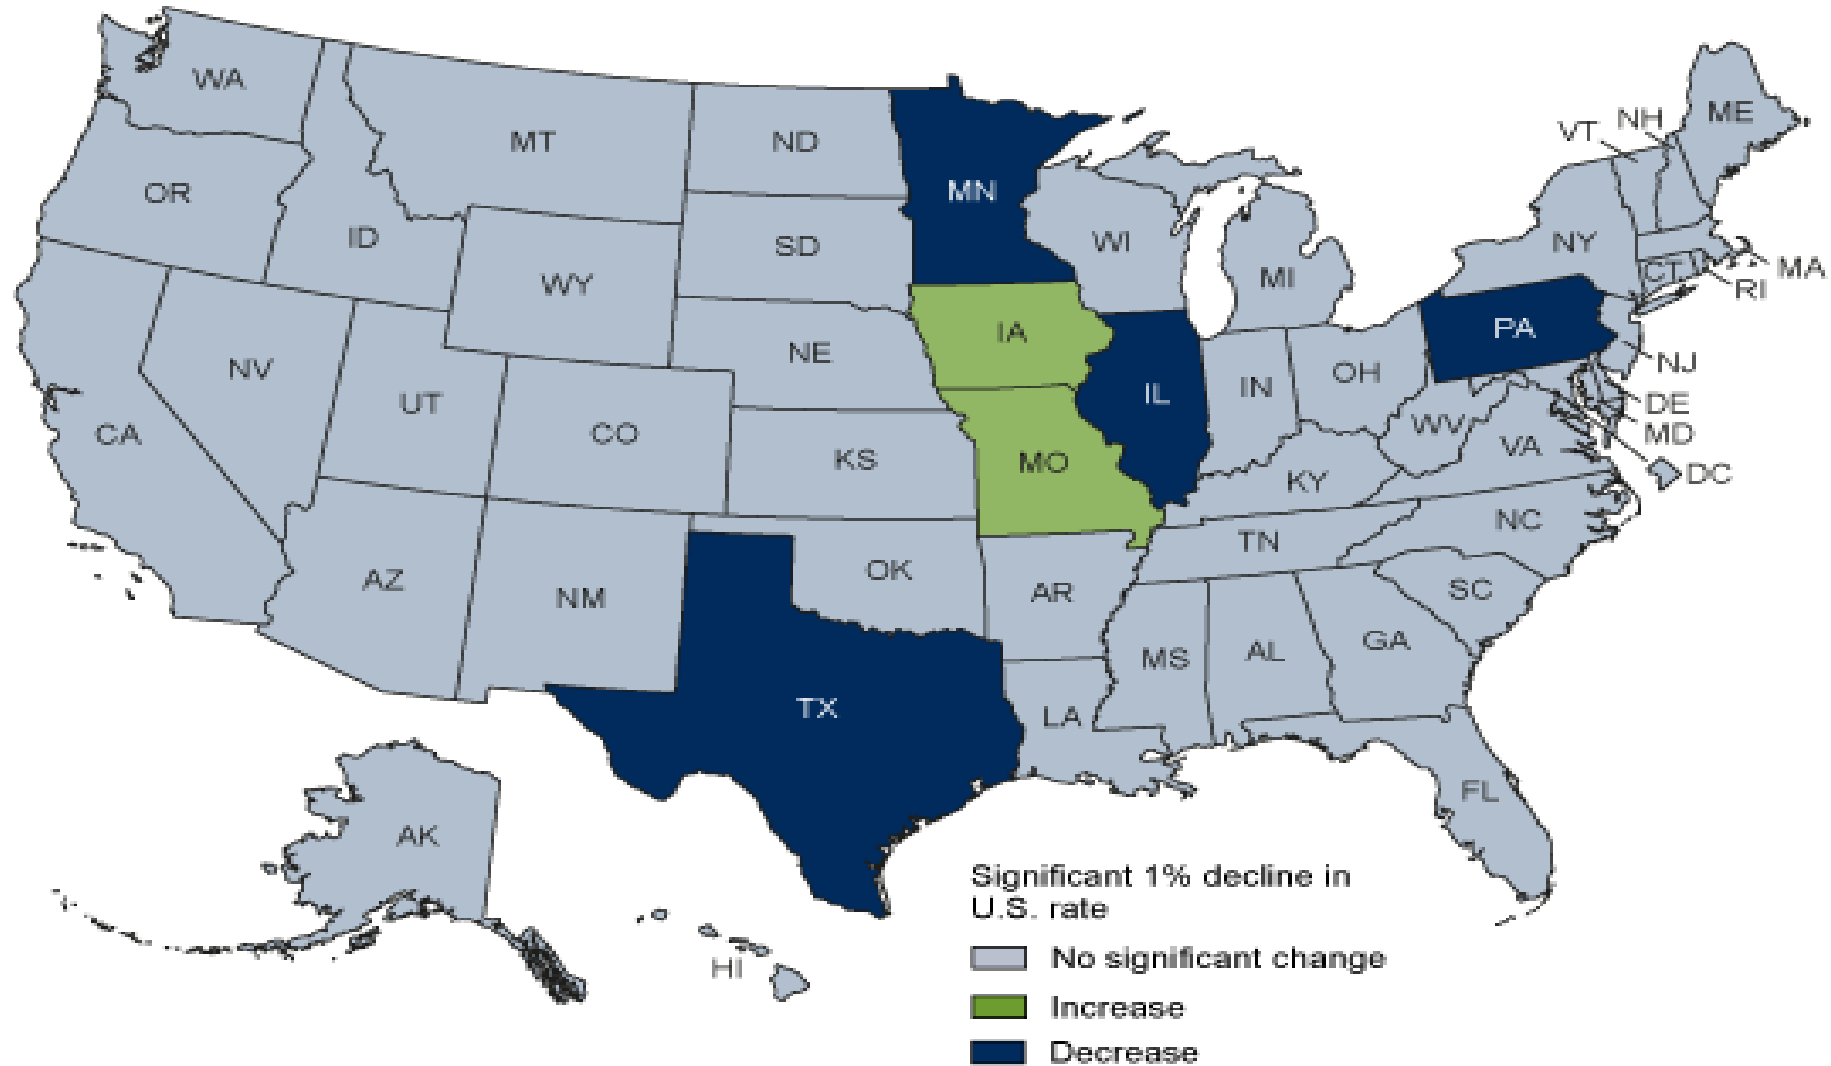 WA
MT
ND
MN
VT
NH
ME
OR
ID
SD
WI
NY
WY
MI
CT
MA
RI
IA
PA
NE
NV
UT
CO
IL
IN
OH
NJ
DE
CA
KS
MO
WV
MD
VA
KY
DC
NC
TN
OK
AZ
NM
AR
SC
MS
AL
GA
TX
LA
FL
AK
HI
Significant 1% decline in
U.S. rate
No significant change
Increase
Decrease